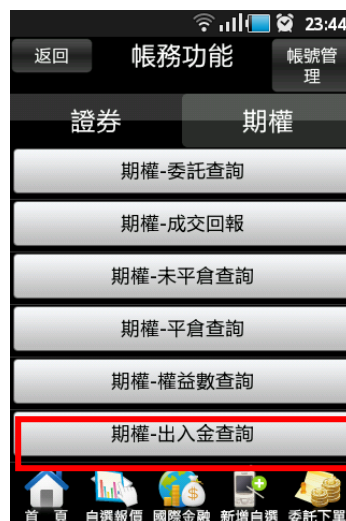 23:44
返回
帳務功能
帳號管
理
證券
期權
期權-委託查詢
期權-成交回報
期權-未平倉查詢
期權-平倉查詢
期權-權益數查詢
期權-出入金查詢
首 頁 自選報價 國際金融 新增自選 委託下單